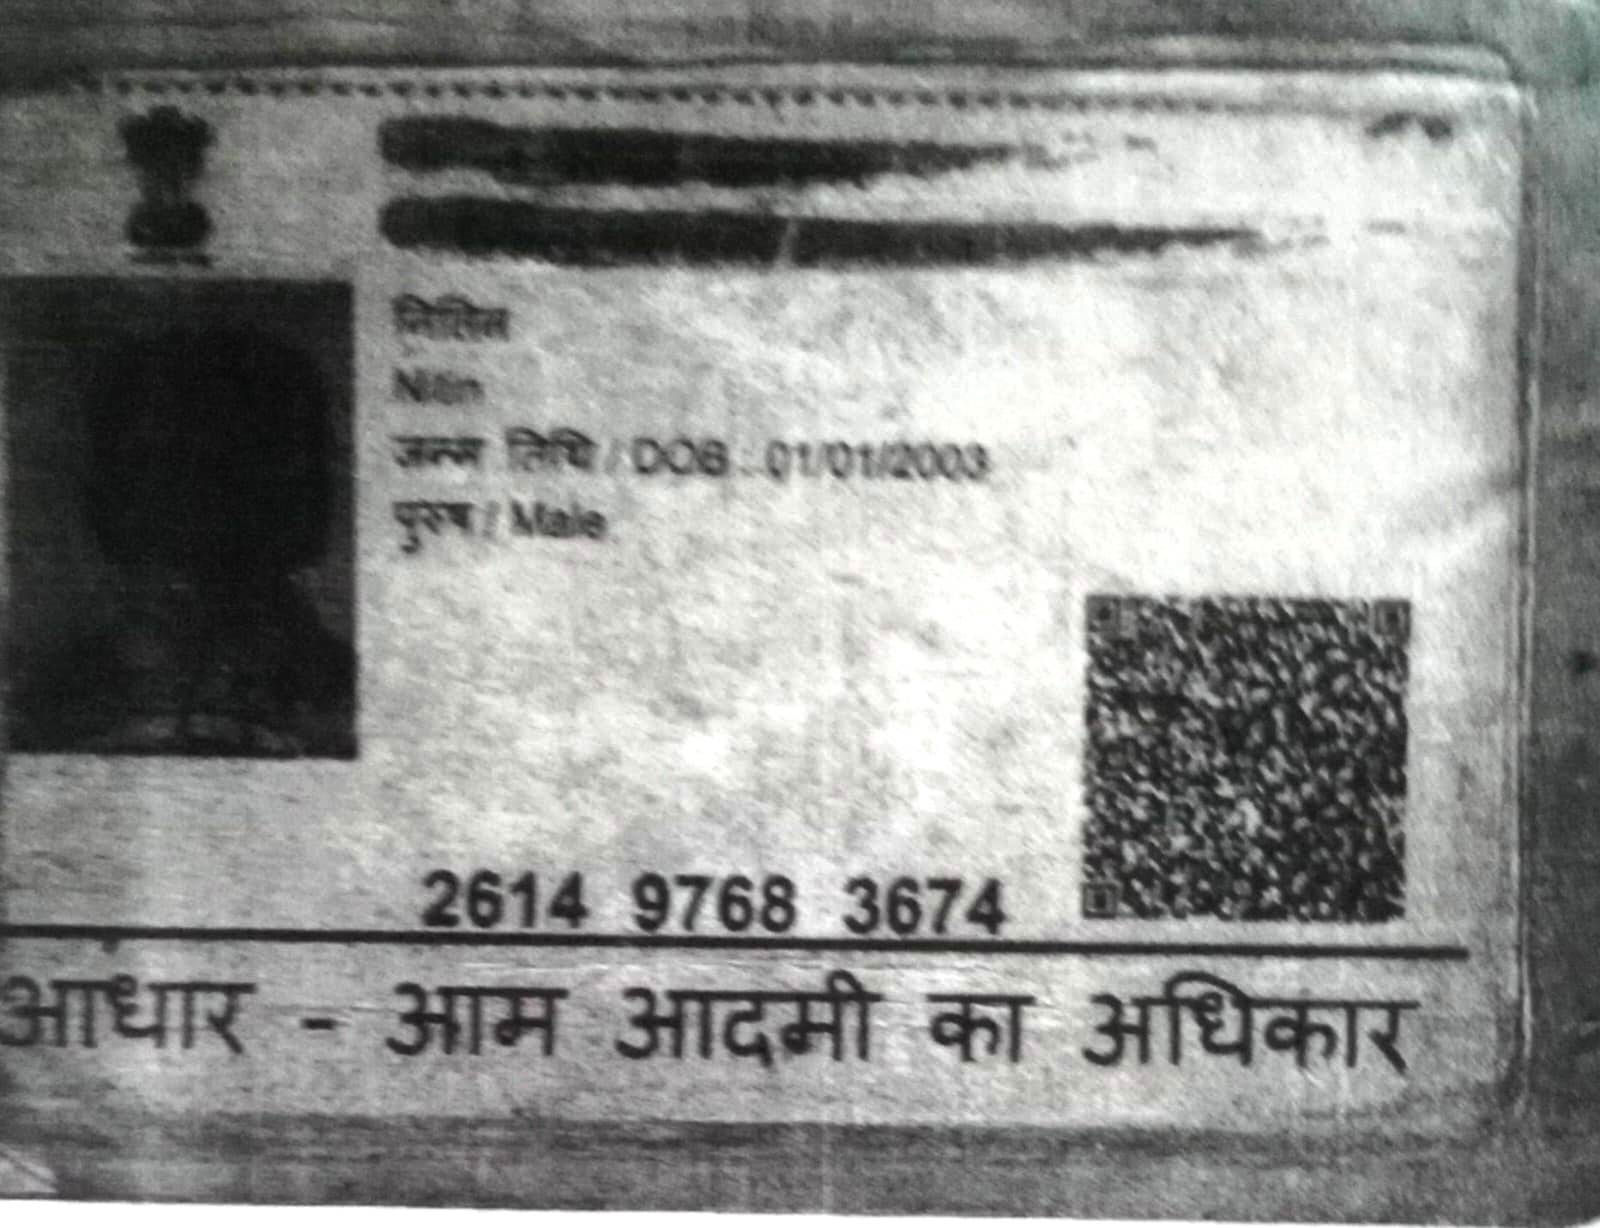 नितिन
Nitin
जन्म तिथि / DOB : 01/01/2003
पुरुष / Male
2614 9768 3674
आधार - आम आदमी का अधिकार